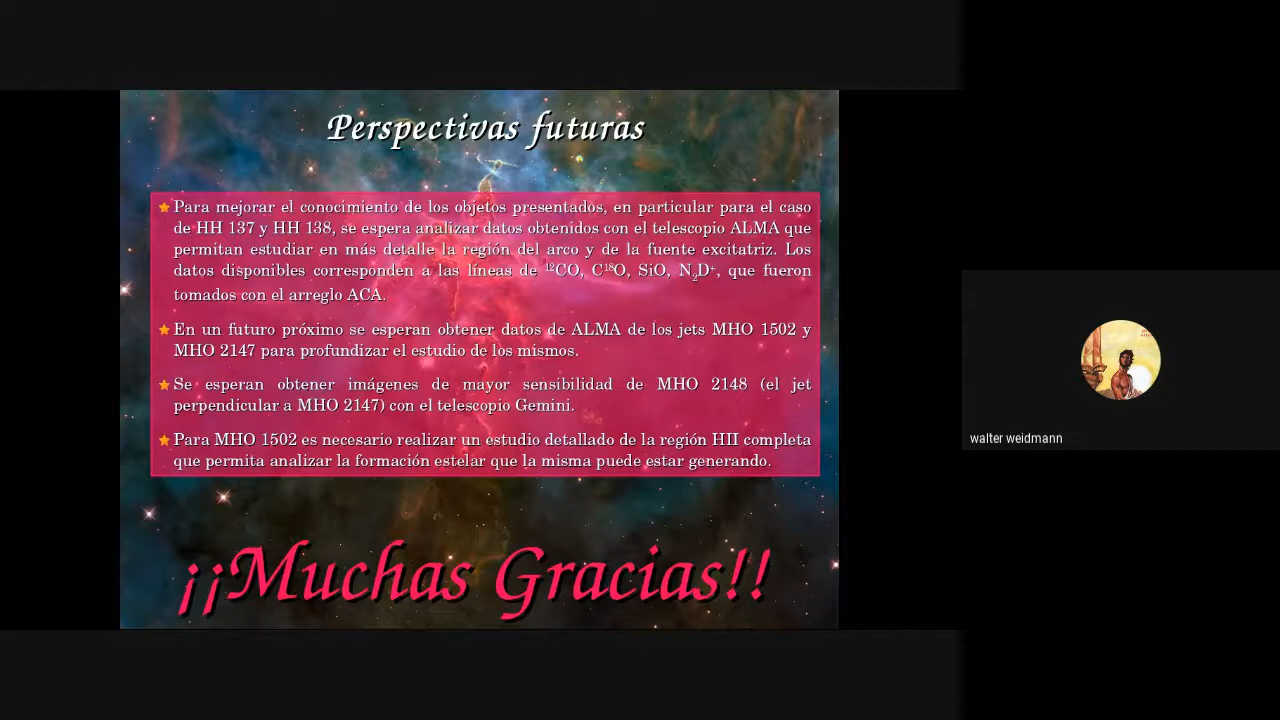 Perspectivas futuras
Para mejorar el conocimiento de los objetos presentados, en particular para el caso
de HH 137 y HH 138, se espera analizar datos obtenidos con el telescopio ALMA que
permitan estudiar en más detalle la región del arco y de la fuente excitatriz. Los
datos disponibles corresponden a las líneas de ¹²CO, C¹⁸O, SiO, N₂D⁺, que fueron
tomados con el arreglo ACA.
En un futuro próximo se esperan obtener datos de ALMA de los jets MHO 1502 y
MHO 2147 para profundizar el estudio de los mismos.
Se esperan obtener imágenes de mayor sensibilidad de MHO 2148 (el jet
perpendicular a MHO 2147) con el telescopio Gemini.
Para MHO 1502 es necesario realizar un estudio detallado de la región HII completa
que permita analizar la formación estelar que la misma puede estar generando.
¡¡Muchas Gracias!!
walter weidmann